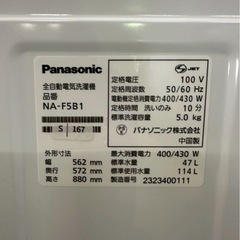 Panasonic
全自動電気洗濯機
品番
NA-F5B1
S 167
外形寸法
幅 562 mm
奥行 572 mm
高さ 880 mm
JET
定格電圧 100 V
定格周波数 50/60 Hz
電動機定格消費電力 400/430 W
定格時間 洗いのみ 10 分
標準洗濯・脱水容量 5.0 kg
パナソニック株式会社
中国製
最大消費電力 400/430 W
標準水量 47 L
標準使用水量 114 L
製造番号 2323400111